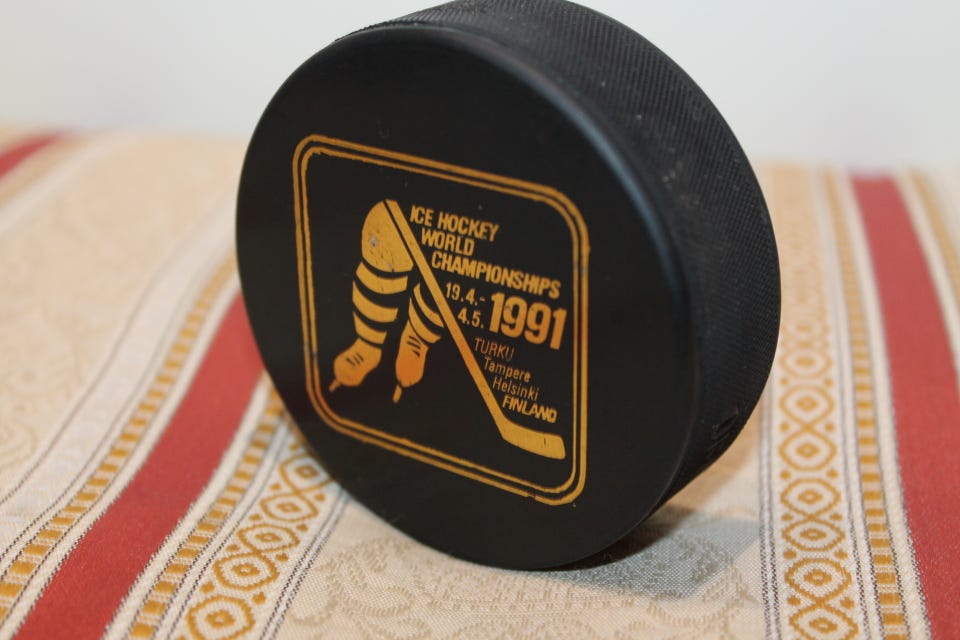 ICE HOCKEY
WORLD
CHAMPIONSHIPS
19.4.-
4.5. 1991
TURKU
Tampere
Helsinki
FINLAND